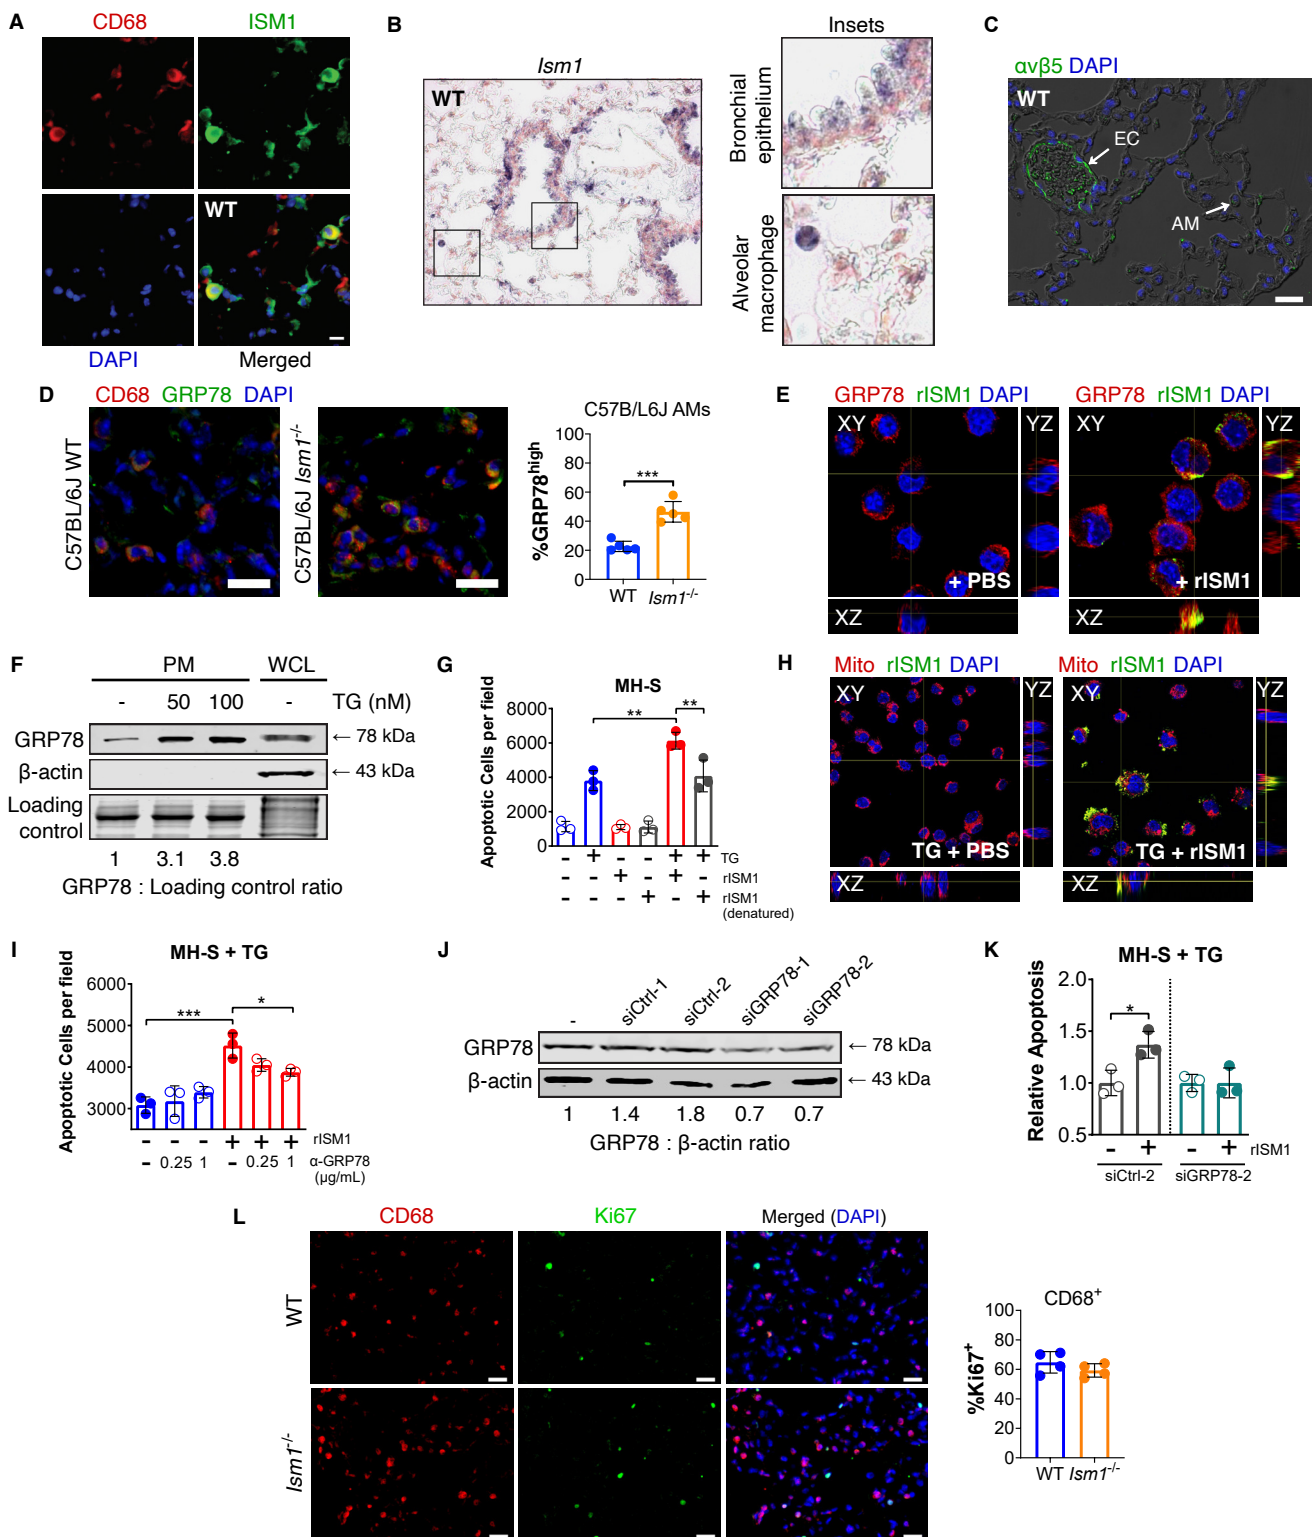 A
CD68 ISM1
WT
DAPI Merged
B
Ism1
WT
Insets
Bronchial
epithelium
Alveolar
macrophage
C
αvβ5 DAPI
WT
EC
AM
D
CD68 GRP78 DAPI
C57BL/6J WT
C57BL/6J Ism1-/-
C57B/L6J AMs
%GRP78high
100
80
60
40
20
0
***
WT Ism1-/-
E
GRP78 rISM1 DAPI GRP78 rISM1 DAPI
XY YZ XY YZ
+ PBS + rISM1
XZ XZ
F
PM WCL
- 50 100 - TG (nM)
GRP78 ← 78 kDa
β-actin ← 43 kDa
Loading
control
1 3.1 3.8
GRP78 : Loading control ratio
G
MH-S
Apoptotic Cells per field
8000
6000
4000
2000
0
** **
- + - - + + TG
- - + - + - rISM1
- - - + - + rISM1
(denatured)
H
Mito rISM1 DAPI Mito rISM1 DAPI
XY YZ XY YZ
TG + PBS TG + rISM1
XZ XZ
I
MH-S + TG
Apoptotic Cells per field
6000
5000
4000
3000
*** *
- - - + + + rISM1
- 0.25 1 - 0.25 1 α-GRP78
(μg/mL)
J
- siCtrl-1 siCtrl-2 siGRP78-1 siGRP78-2
GRP78 ← 78 kDa
β-actin ← 43 kDa
1 1.4 1.8 0.7 0.7
GRP78 : β-actin ratio
K
MH-S + TG
Relative Apoptosis
2.0
1.5
1.0
0.5
*
- + - + rISM1
siCtrl-2 siGRP78-2
L
CD68 Ki67 Merged (DAPI)
WT
Ism1-/-
CD68+
%Ki67+
100
80
60
40
20
0
WT Ism1-/-